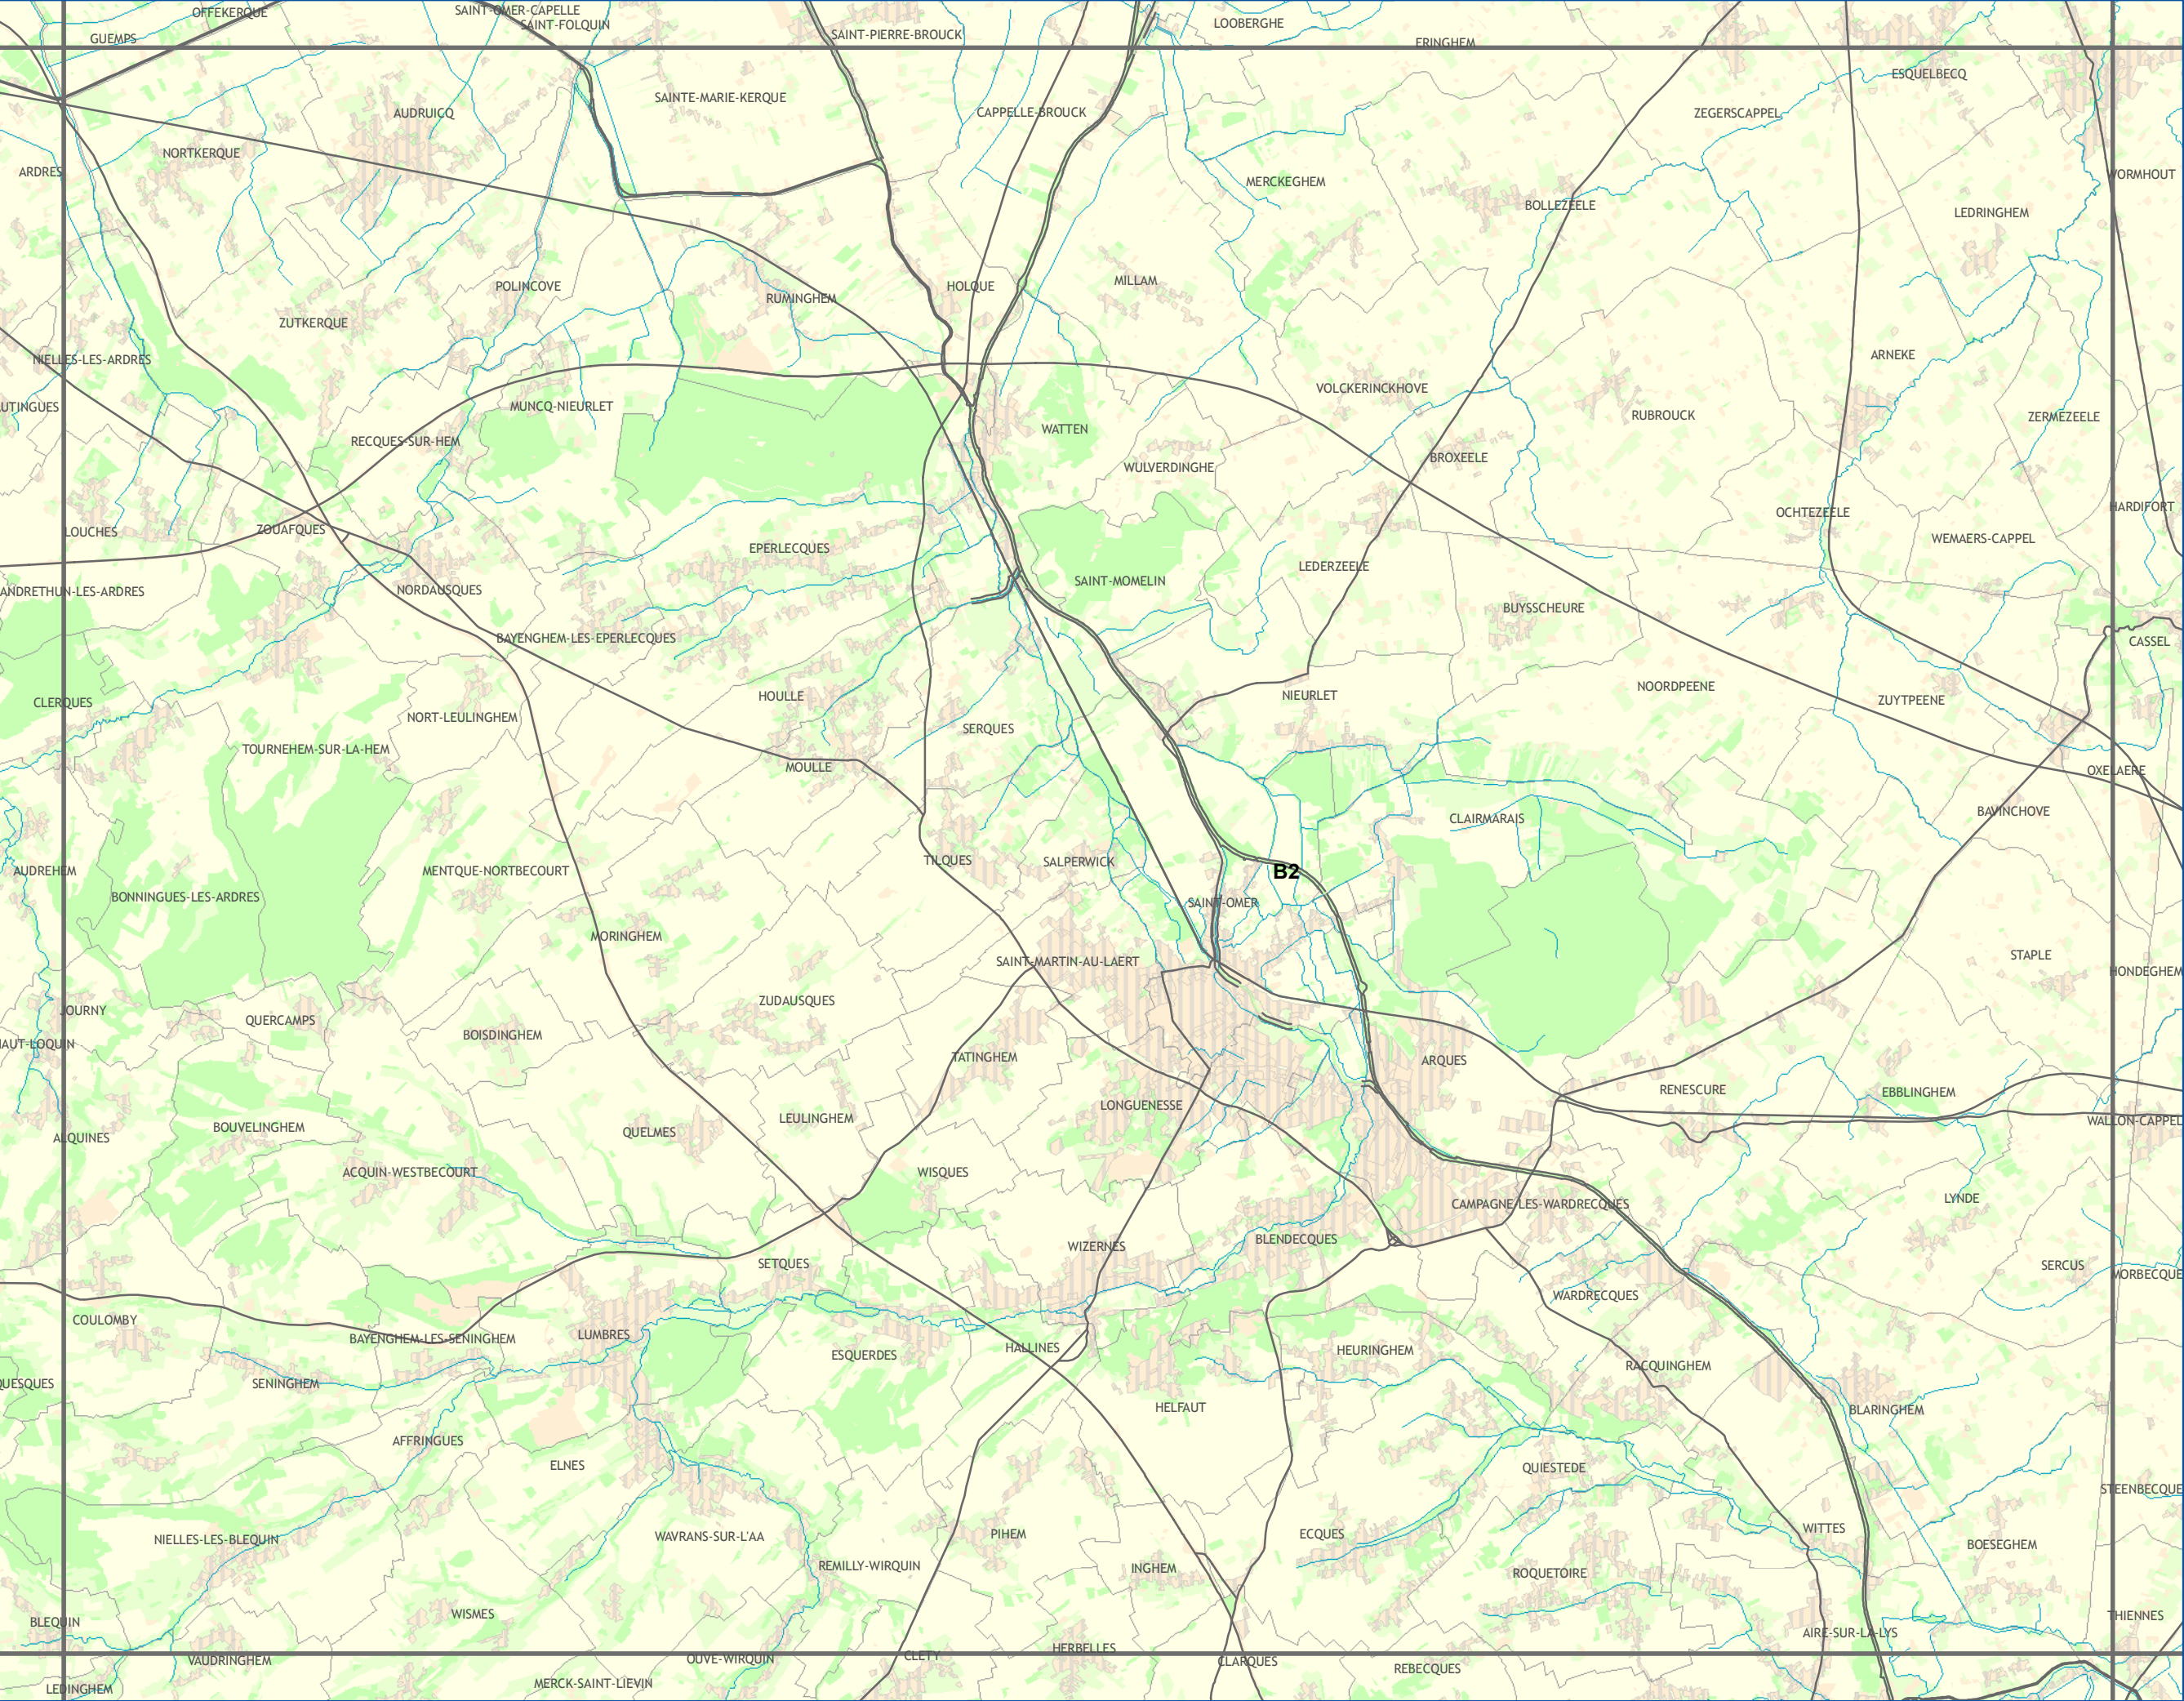 OFFEKERQUE
SAINT-OMER-CAPELLE
SAINT-FOLQUIN
LOOBERGHE
GUEMPS
SAINT-PIERRE-BROUCK
ERINGHEM
ESQUELBECQ
SAINTE-MARIE-KERQUE
AUDRUICQ
CAPPELLE-BROUCK
ZEGERSCAPPEL
NORTKERQUE
ARDRES
MERCKEGHEM
WORMHOUT
BOLLEZEELE
LEDRINGHEM
POLINCOVE
RUMINGHEM
HOLQUE
MILLAM
ZUTKERQUE
NIELLES-LES-ARDRES
ARNEKE
VOLCKERINCKHOVE
AUTINGUES
MUNCQ-NIEURLET
RUBROUCK
ZERMEZEELE
RECQUES-SUR-HEM
WATTEN
BROXEELE
WULVERDINGHE
LOUCHES
ZOUAFQUES
OCHTEZEELE
HARDIFORT
EPERLECQUES
WEMAERS-CAPPEL
LEDERZEELE
SAINT-MOMELIN
ANDRETHUN-LES-ARDRES
NORDAUSQUES
BUYSSCHEURE
BAYENGHEM-LES-EPERLECQUES
CASSEL
CLERQUES
HOULLE
NIEURLET
NOORDPEENE
ZUYTPEENE
NORT-LEULINGHEM
SERQUES
TOURNEHEM-SUR-LA-HEM
MOULLE
OXELAERE
CLAIRMARAIS
BAVINCHOVE
TILQUES
SALPERWICK
AUDREHEM
MENTQUE-NORTBECOURT
B2
BONNINGUES-LES-ARDRES
SAINT-OMER
MORINGHEM
STAPLE
SAINT-MARTIN-AU-LAERT
HONDEGHEM
ZUDAUSQUES
JOURNY
QUERCAMPS
BOISDINGHEM
HAUT-LOQUIN
TATINGHEM
ARQUES
RENESCURE
EBBLINGHEM
LONGUENESSE
LEULINGHEM
WALLON-CAPPEL
BOUVELINGHEM
QUELMES
ALQUINES
ACQUIN-WESTBECOURT
WISQUES
LYNDE
CAMPAGNE-LES-WARDRECQUES
BLENDECQUES
WIZERNES
SETQUES
SERCUS
MORBECQUE
WARDRECQUES
COULOMBY
LUMBRES
BAYENGHEM-LES-SENINGHEM
HALLINES
HEURINGHEM
ESQUERDES
RACQUINGHEM
QUESQUES
SENINGHEM
HELFAUT
BLARINGHEM
AFFRINGUES
ELNES
QUIESTEDE
STEENBECQUE
WITTES
NIELLES-LES-BLEQUIN
WAVRANS-SUR-L'AA
PIHEM
ECQUES
BOESEGHEM
REMILLY-WIRQUIN
INGHEM
ROQUETOIRE
WISMES
THIENNES
BLEQUIN
AIRE-SUR-LA-LYS
HERBELLES
CLETY
VAUDRINGHEM
OUVE-WIRQUIN
CLARQUES
REBECQUES
MERCK-SAINT-LIEVIN
LEDINGHEM